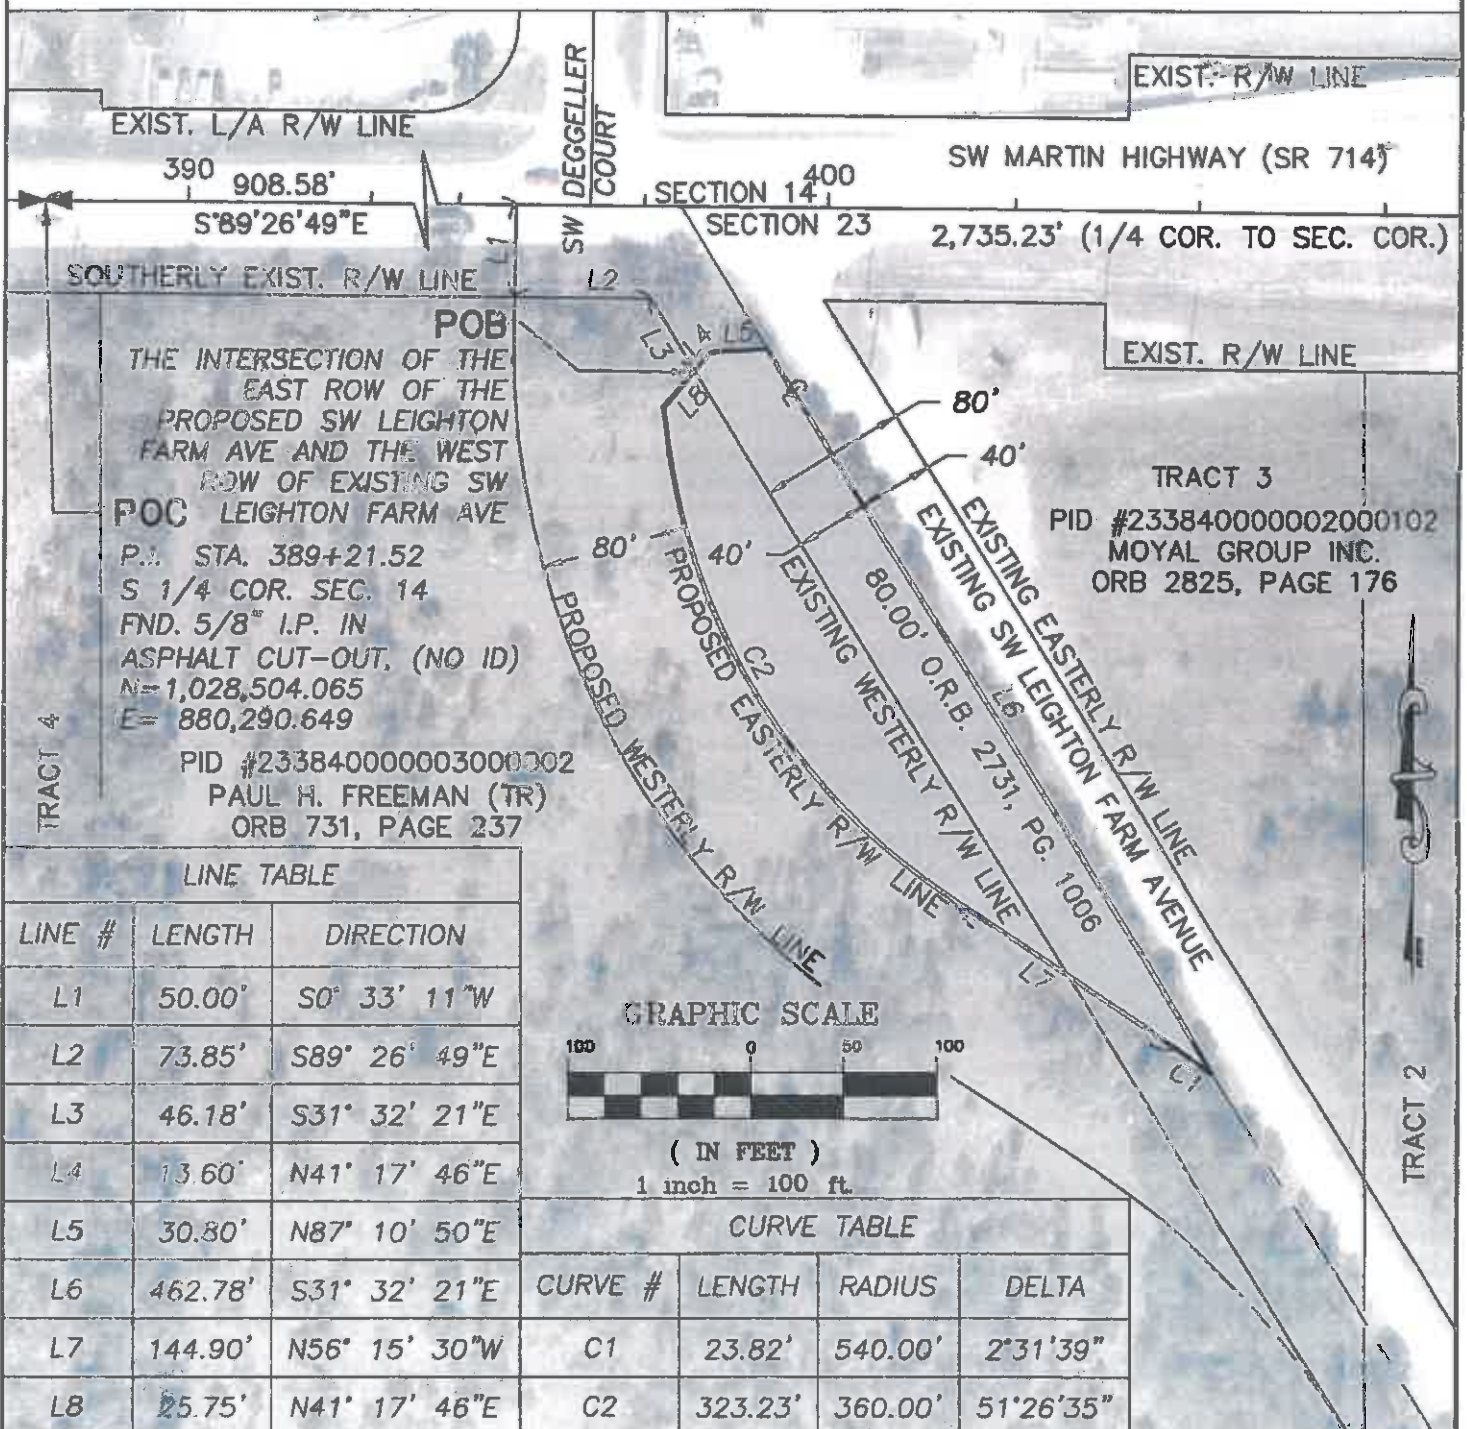 EXIST. R/W LINE
EXIST. L/A R/W LINE
SW DEGGELLER
COURT
SW MARTIN HIGHWAY (SR 714)
390
908.58'
400
SECTION 14
S'89'26'49"E
SECTION 23
2,735.23' (1/4 COR. TO SEC. COR.)
L1
SW
SOUTHERLY EXIST. R/W LINE
L2
POB
L3
4
L5
EXIST. R/W LINE
THE INTERSECTION OF THE
EAST ROW OF THE
PROPOSED SW LEIGHTON
FARM AVE AND THE WEST
ROW OF EXISTING SW
LEIGHTON FARM AVE
L8
80'
40'
POC
P.I. STA. 389+21.52
S 1/4 COR. SEC. 14
FND. 5/8" I.P. IN
ASPHALT CUT-OUT, (NO ID)
N=1,028,504.065
E= 880,290.649
TRACT 3
PID #233840000002000102
MOYAL GROUP INC.
ORB 2825, PAGE 176
80'
40'
PROPOSED WESTERLY R/W LINE
PROPOSED EASTERLY R/W LINE
C2
EXISTING WESTERLY R/W LINE
80.00' O.R.B. 2731, PG. 1006
L6
EXISTING SW LEIGHTON FARM AVENUE
EXISTING EASTERLY R/W LINE
TRACT 4
PID #233840000003000002
PAUL H. FREEMAN (TR)
ORB 731, PAGE 237
L7
C1
TRACT 2
LINE TABLE
LINE # LENGTH DIRECTION
L1 50.00' S0° 33' 11"W
L2 73.85' S89° 26' 49"E
L3 46.18' S31° 32' 21"E
L4 13.60' N41° 17' 46"E
L5 30.80' N87° 10' 50"E
L6 462.78' S31° 32' 21"E
L7 144.90' N56° 15' 30"W
L8 25.75' N41° 17' 46"E
GRAPHIC SCALE
100 0 50 100
( IN FEET )
1 inch = 100 ft.
CURVE TABLE
CURVE # LENGTH RADIUS DELTA
C1 23.82' 540.00' 2°31'39"
C2 323.23' 360.00' 51°26'35"